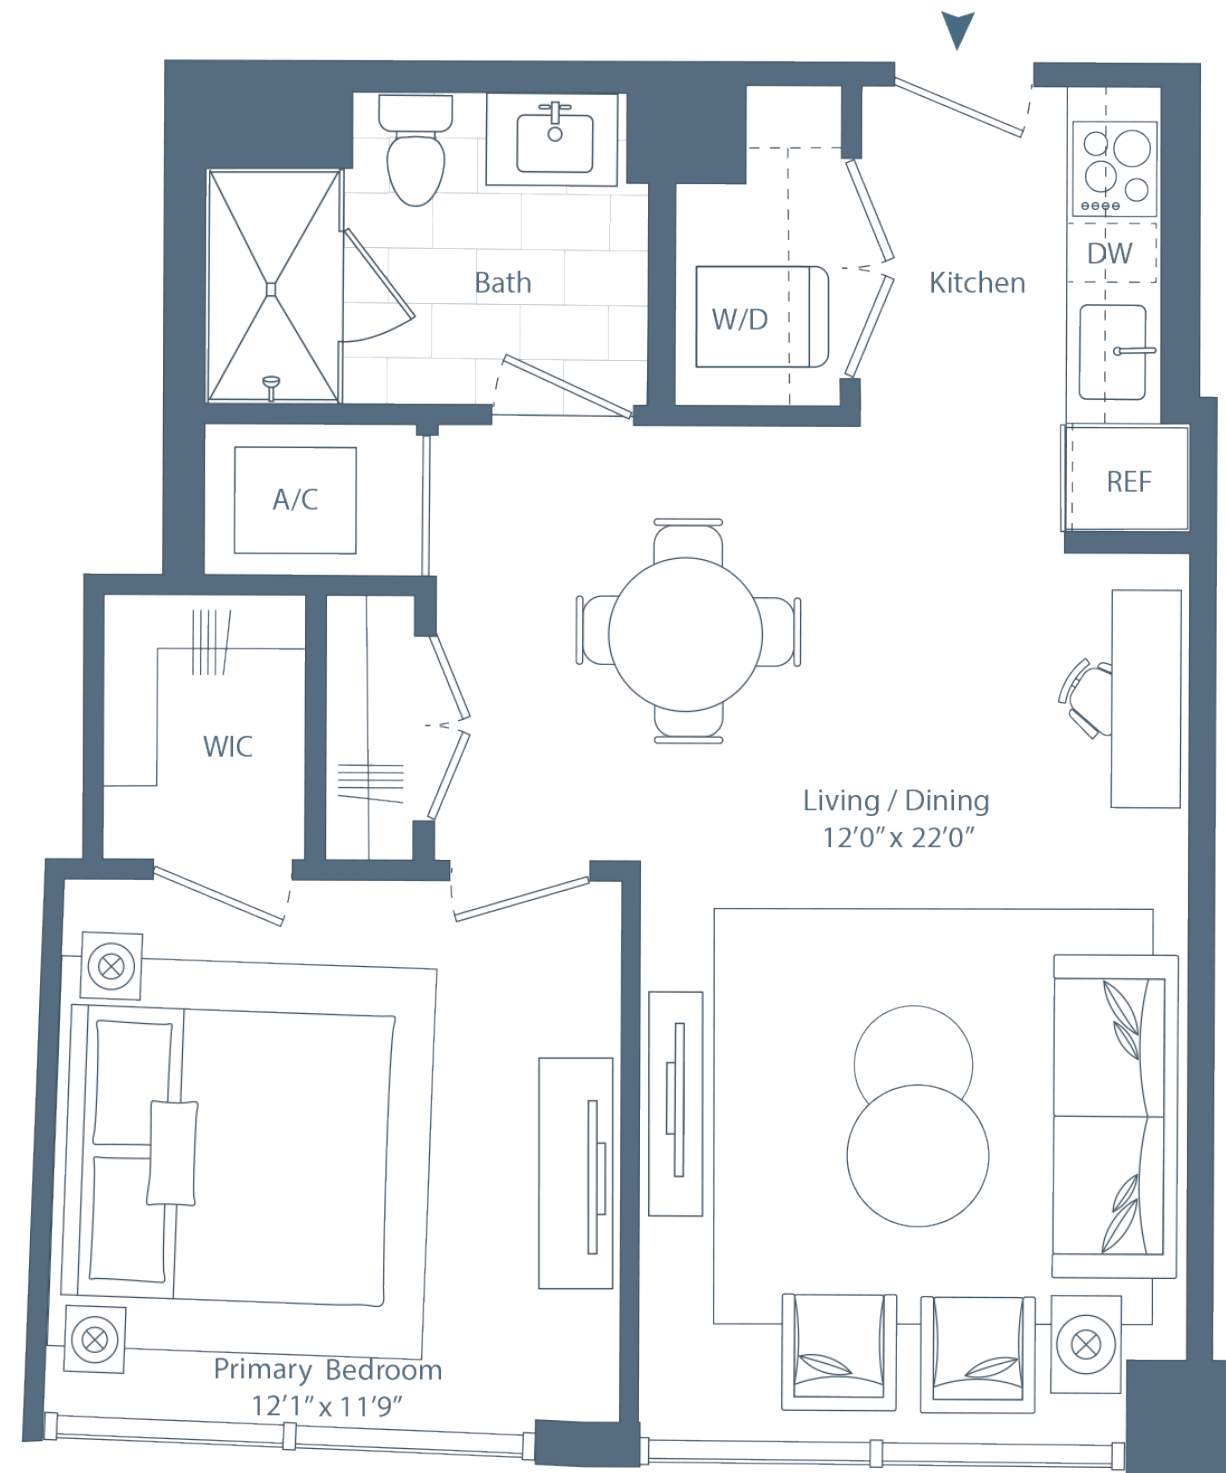 DW
Bath
Kitchen
W/D
REF
A/C
WIC
Living / Dining
12’0” x 22’0”
Primary Bedroom
12’1” x 11’9”